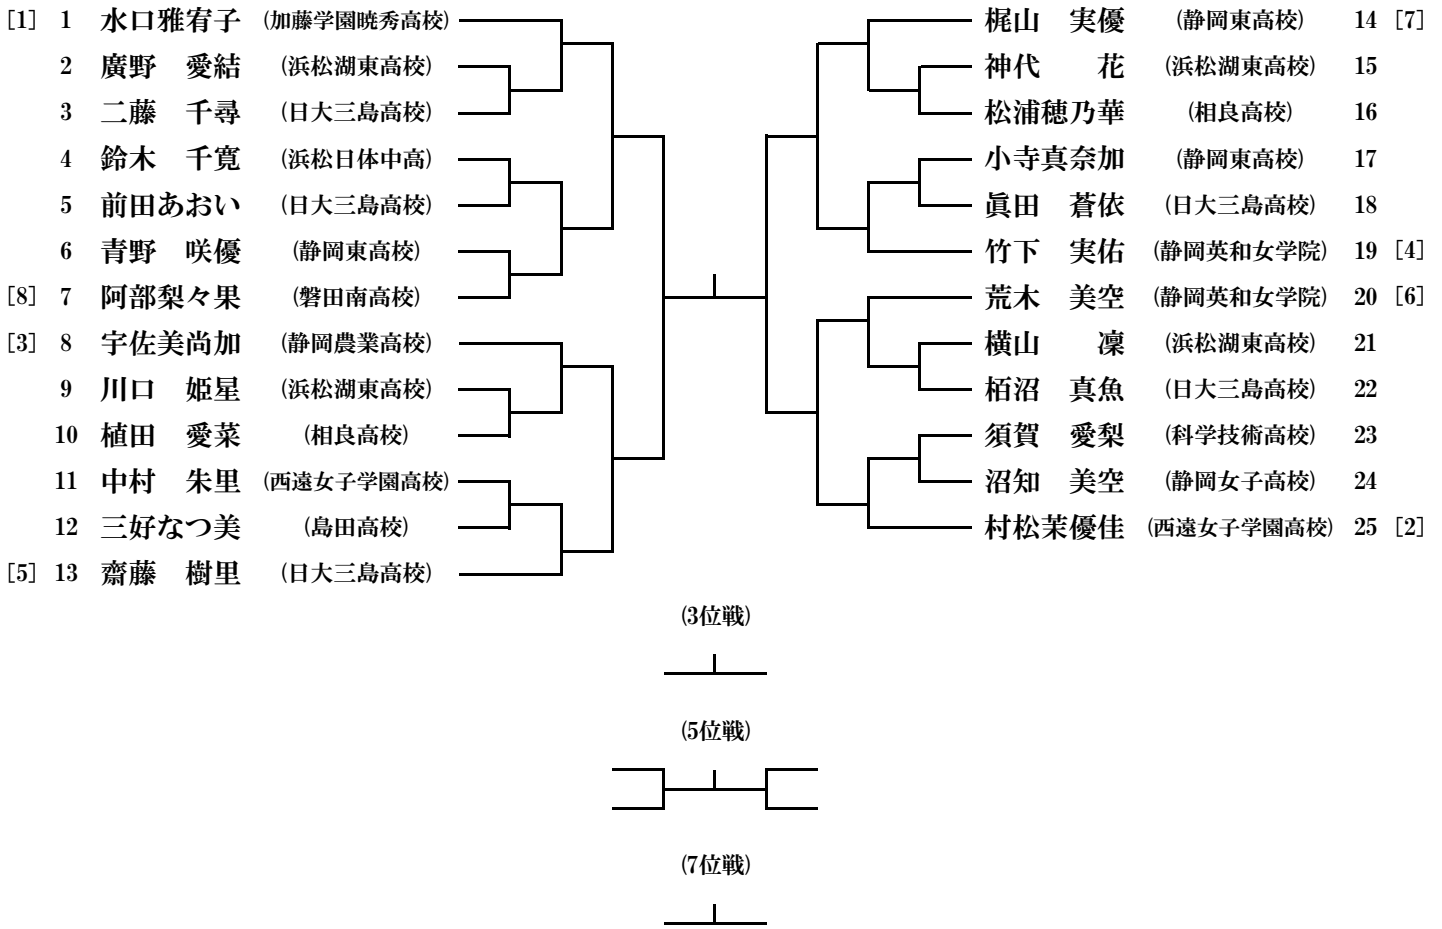 [1] 1 水口雅宥子 (加藤学園暁秀高校)
2 廣野 愛結 (浜松湖東高校)
3 二藤 千尋 (日大三島高校)
4 鈴木 千寛 (浜松日体中高)
5 前田あおい (日大三島高校)
6 青野 咲優 (静岡東高校)
[8] 7 阿部梨々果 (磐田南高校)
[3] 8 宇佐美尚加 (静岡農業高校)
9 川口 姫星 (浜松湖東高校)
10 植田 愛菜 (相良高校)
11 中村 朱里 (西遠女子学園高校)
12 三好なつ美 (島田高校)
[5] 13 齋藤 樹里 (日大三島高校)
梶山 実優 (静岡東高校) 14 [7]
神代 花 (浜松湖東高校) 15
松浦穂乃華 (相良高校) 16
小寺真奈加 (静岡東高校) 17
眞田 蒼依 (日大三島高校) 18
竹下 実佑 (静岡英和女学院) 19 [4]
荒木 美空 (静岡英和女学院) 20 [6]
横山 凜 (浜松湖東高校) 21
栢沼 真魚 (日大三島高校) 22
須賀 愛梨 (科学技術高校) 23
沼知 美空 (静岡女子高校) 24
村松茉優佳 (西遠女子学園高校) 25 [2]
(3位戦)
(5位戦)
(7位戦)